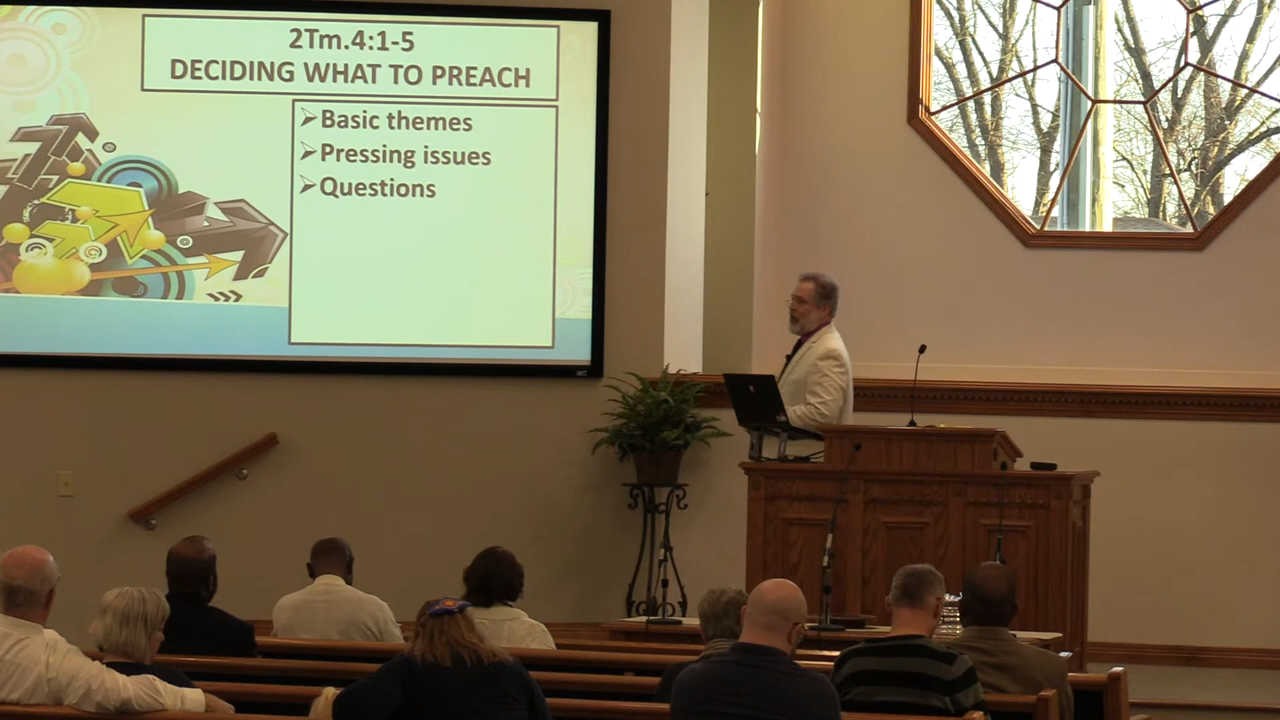 2Tm.4:1-5
DECIDING WHAT TO PREACH
Basic themes
Pressing issues
Questions